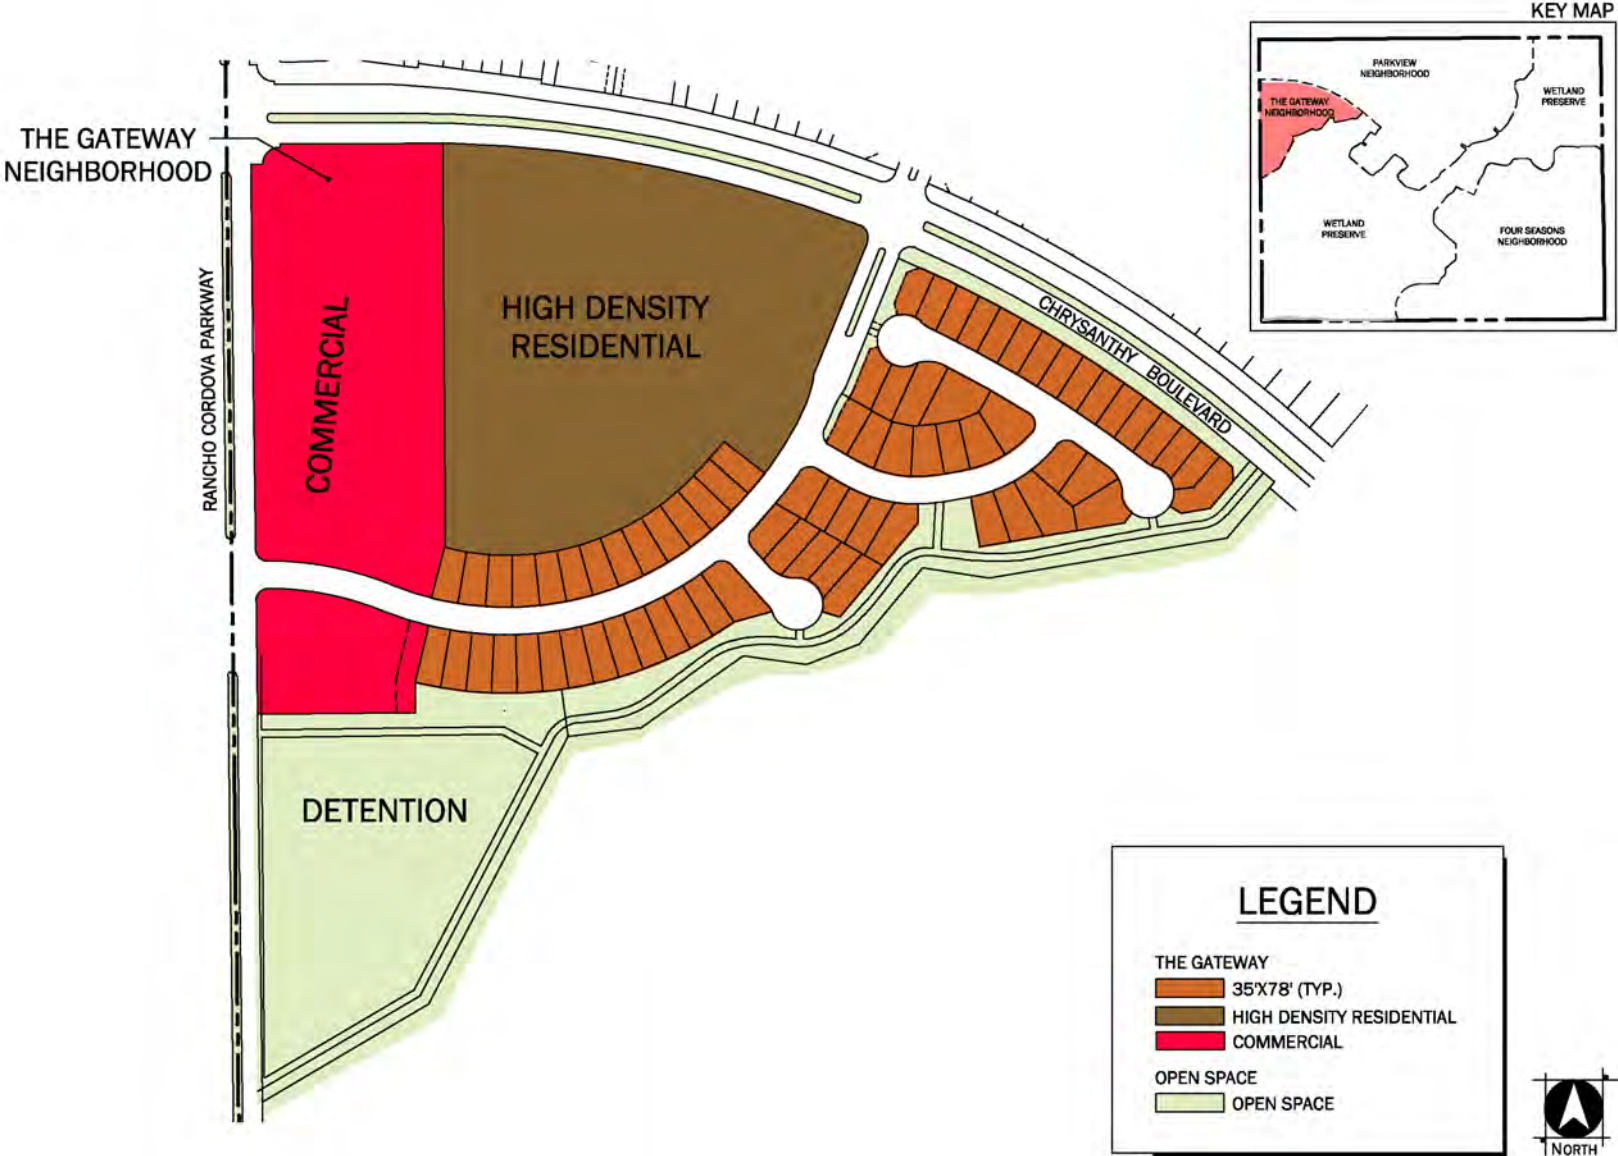 KEY MAP
PARKVIEW
NEIGHBORHOOD
WETLAND
PRESERVE
THE GATEWAY
NEIGHBORHOOD
WETLAND
PRESERVE
FOUR SEASONS
NEIGHBORHOOD
THE GATEWAY
NEIGHBORHOOD
RANCHO CORDOVA PARKWAY
COMMERCIAL
HIGH DENSITY
RESIDENTIAL
CHRYSANTHY BOULEVARD
DETENTION
LEGEND
THE GATEWAY
35'X78' (TYP.)
HIGH DENSITY RESIDENTIAL
COMMERCIAL
OPEN SPACE
OPEN SPACE
NORTH